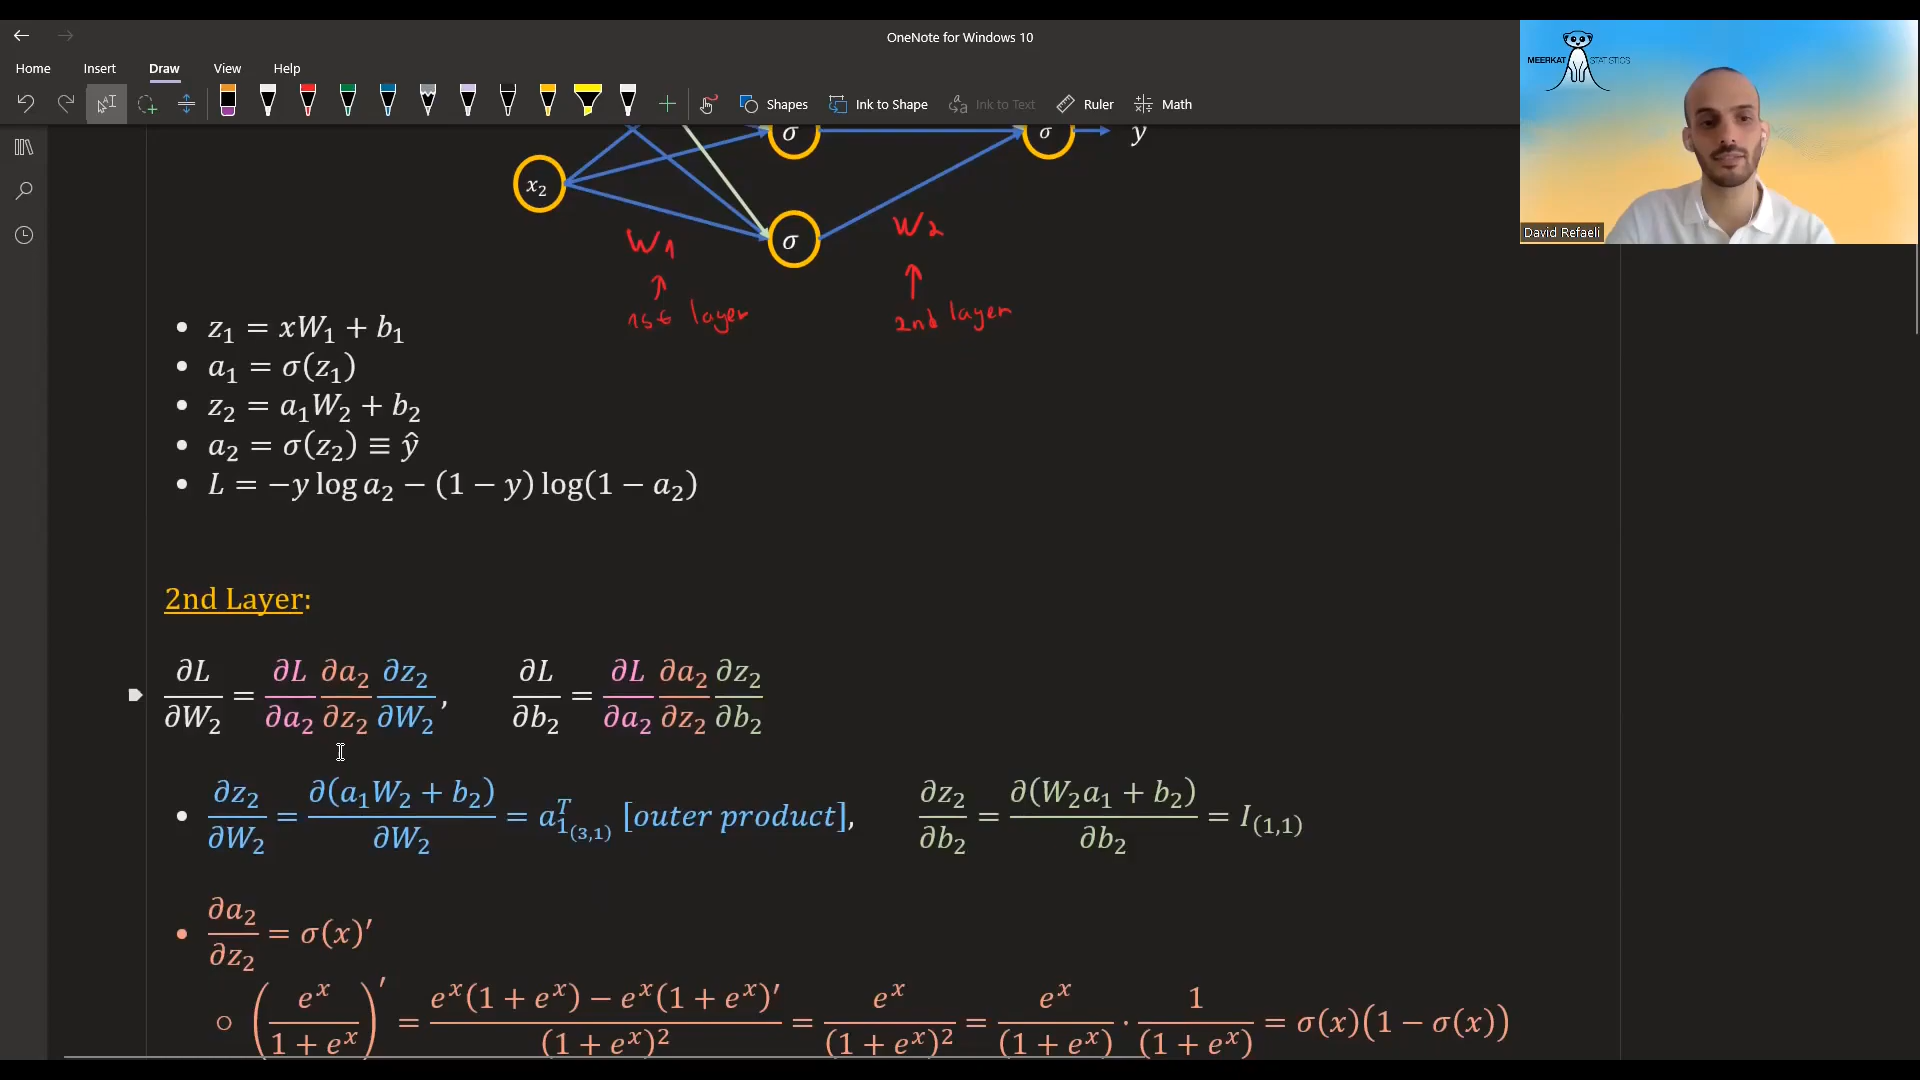 OneNote for Windows 10
Home Insert Draw View Help
Shapes Ink to Shape Ink to Text Ruler Math
MEERKAT STATISTICS
David Refaeli
σ σ y
x₂
σ
W₁ W₂
1st layer 2nd layer
• z₁ = xW₁ + b₁
• a₁ = σ(z₁)
• z₂ = a₁W₂ + b₂
• a₂ = σ(z₂) ≡ ŷ
• L = −y log a₂ − (1 − y) log(1 − a₂)
2nd Layer:
∂L/∂W₂ = ∂L/∂a₂ ∂a₂/∂z₂ ∂z₂/∂W₂, ∂L/∂b₂ = ∂L/∂a₂ ∂a₂/∂z₂ ∂z₂/∂b₂
• ∂z₂/∂W₂ = ∂(a₁W₂ + b₂)/∂W₂ = a₁ᵀ₍₃,₁₎ [outer product], ∂z₂/∂b₂ = ∂(W₂a₁ + b₂)/∂b₂ = I₍₁,₁₎
• ∂a₂/∂z₂ = σ(x)′
○ (eˣ/(1 + eˣ))′ = (eˣ(1 + eˣ) − eˣ(1 + eˣ)′)/(1 + eˣ)² = eˣ/(1 + eˣ)² = eˣ/(1 + eˣ) · 1/(1 + eˣ) = σ(x)(1 − σ(x))